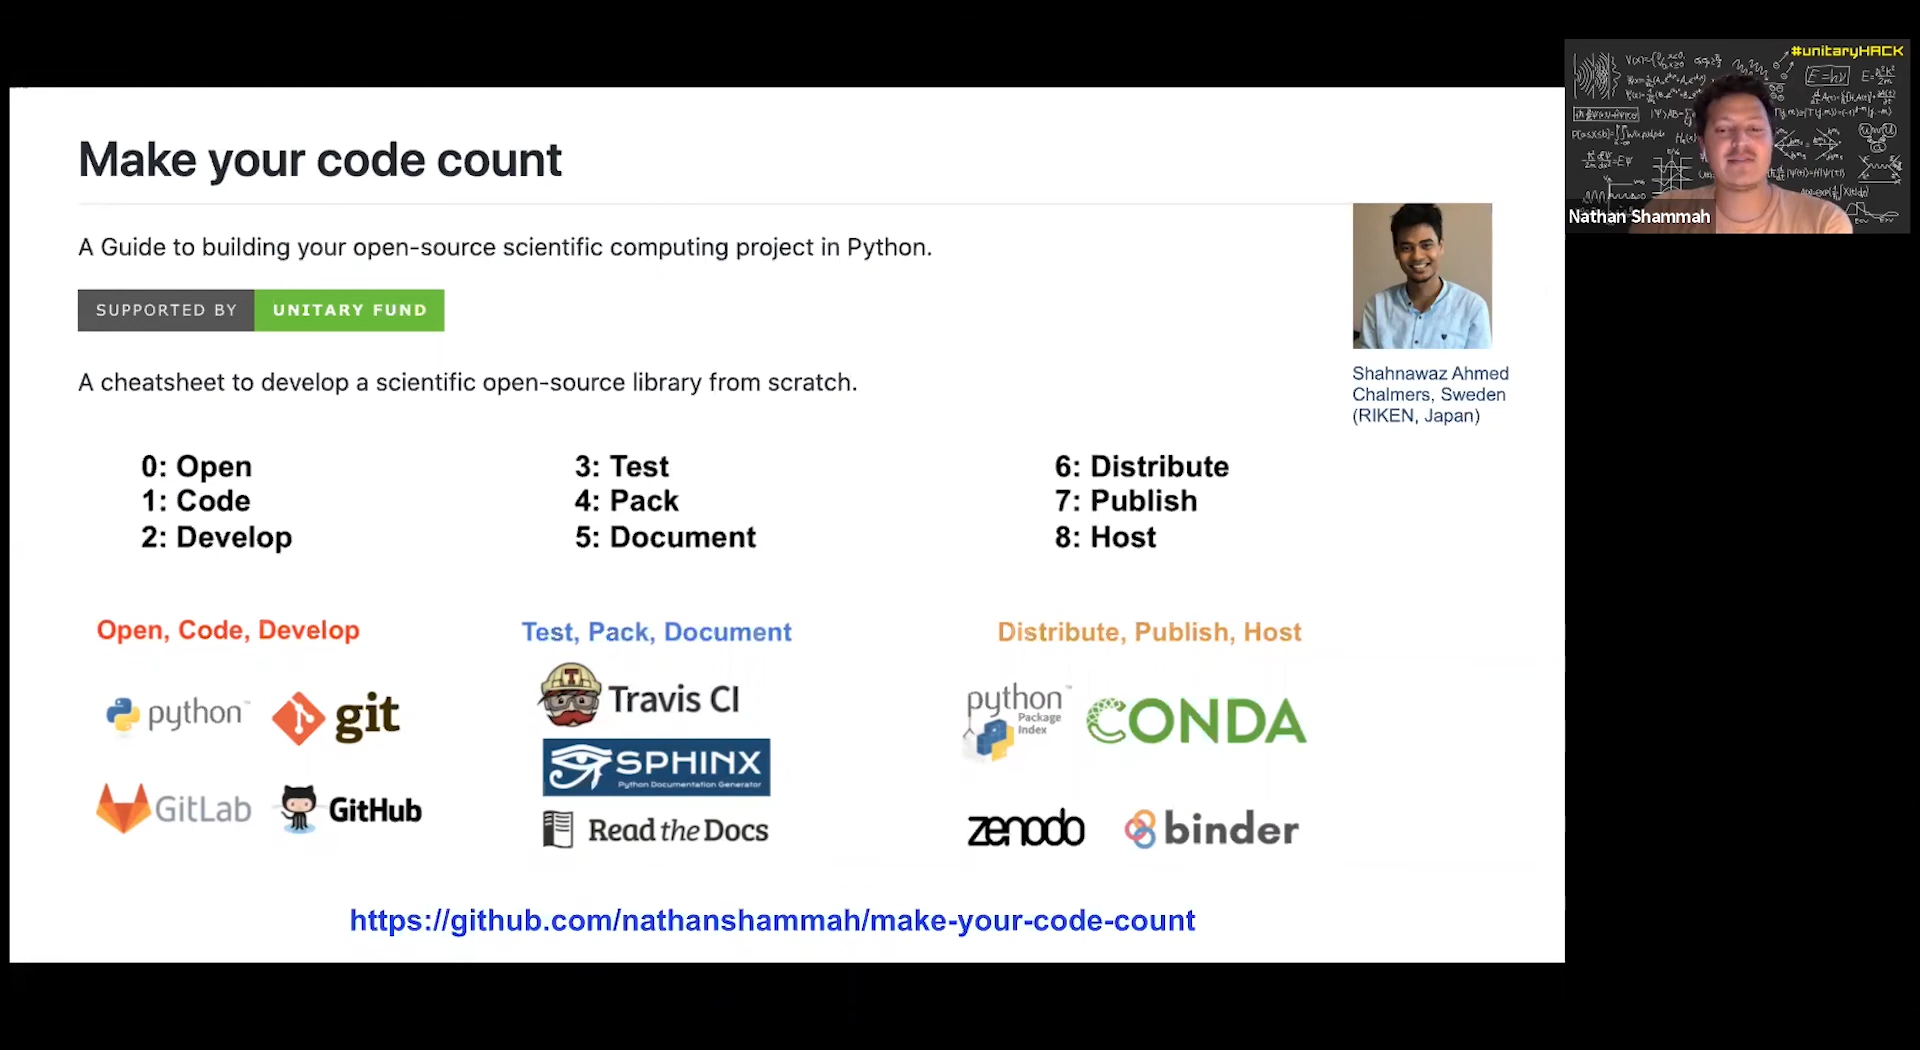 Make your code count
A Guide to building your open-source scientific computing project in Python.
SUPPORTED BY UNITARY FUND
A cheatsheet to develop a scientific open-source library from scratch.
Shahnawaz Ahmed
Chalmers, Sweden
(RIKEN, Japan)
0: Open
1: Code
2: Develop
3: Test
4: Pack
5: Document
6: Distribute
7: Publish
8: Host
Open, Code, Develop
python™
git
GitLab
GitHub
Test, Pack, Document
Travis CI
SPHINX
Python Documentation Generator
Read the Docs
Distribute, Publish, Host
python™
Package
Index
CONDA
zenodo
binder
https://github.com/nathanshammah/make-your-code-count
#unitaryHACK
E=hν
Nathan Shammah